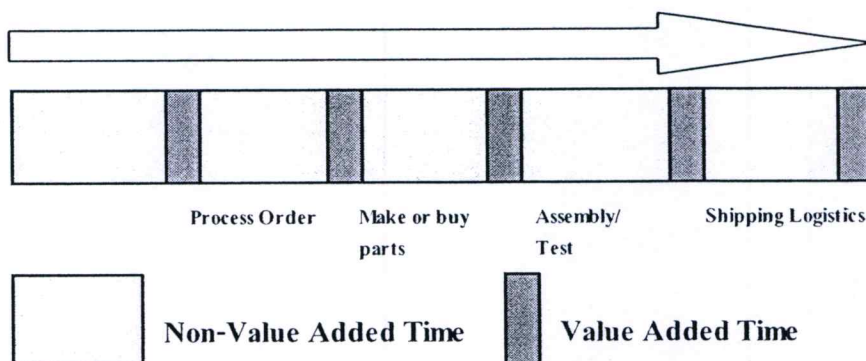 Process Order
Make or buy
parts
Assembly/
Test
Shipping Logistics
Non-Value Added Time
Value Added Time